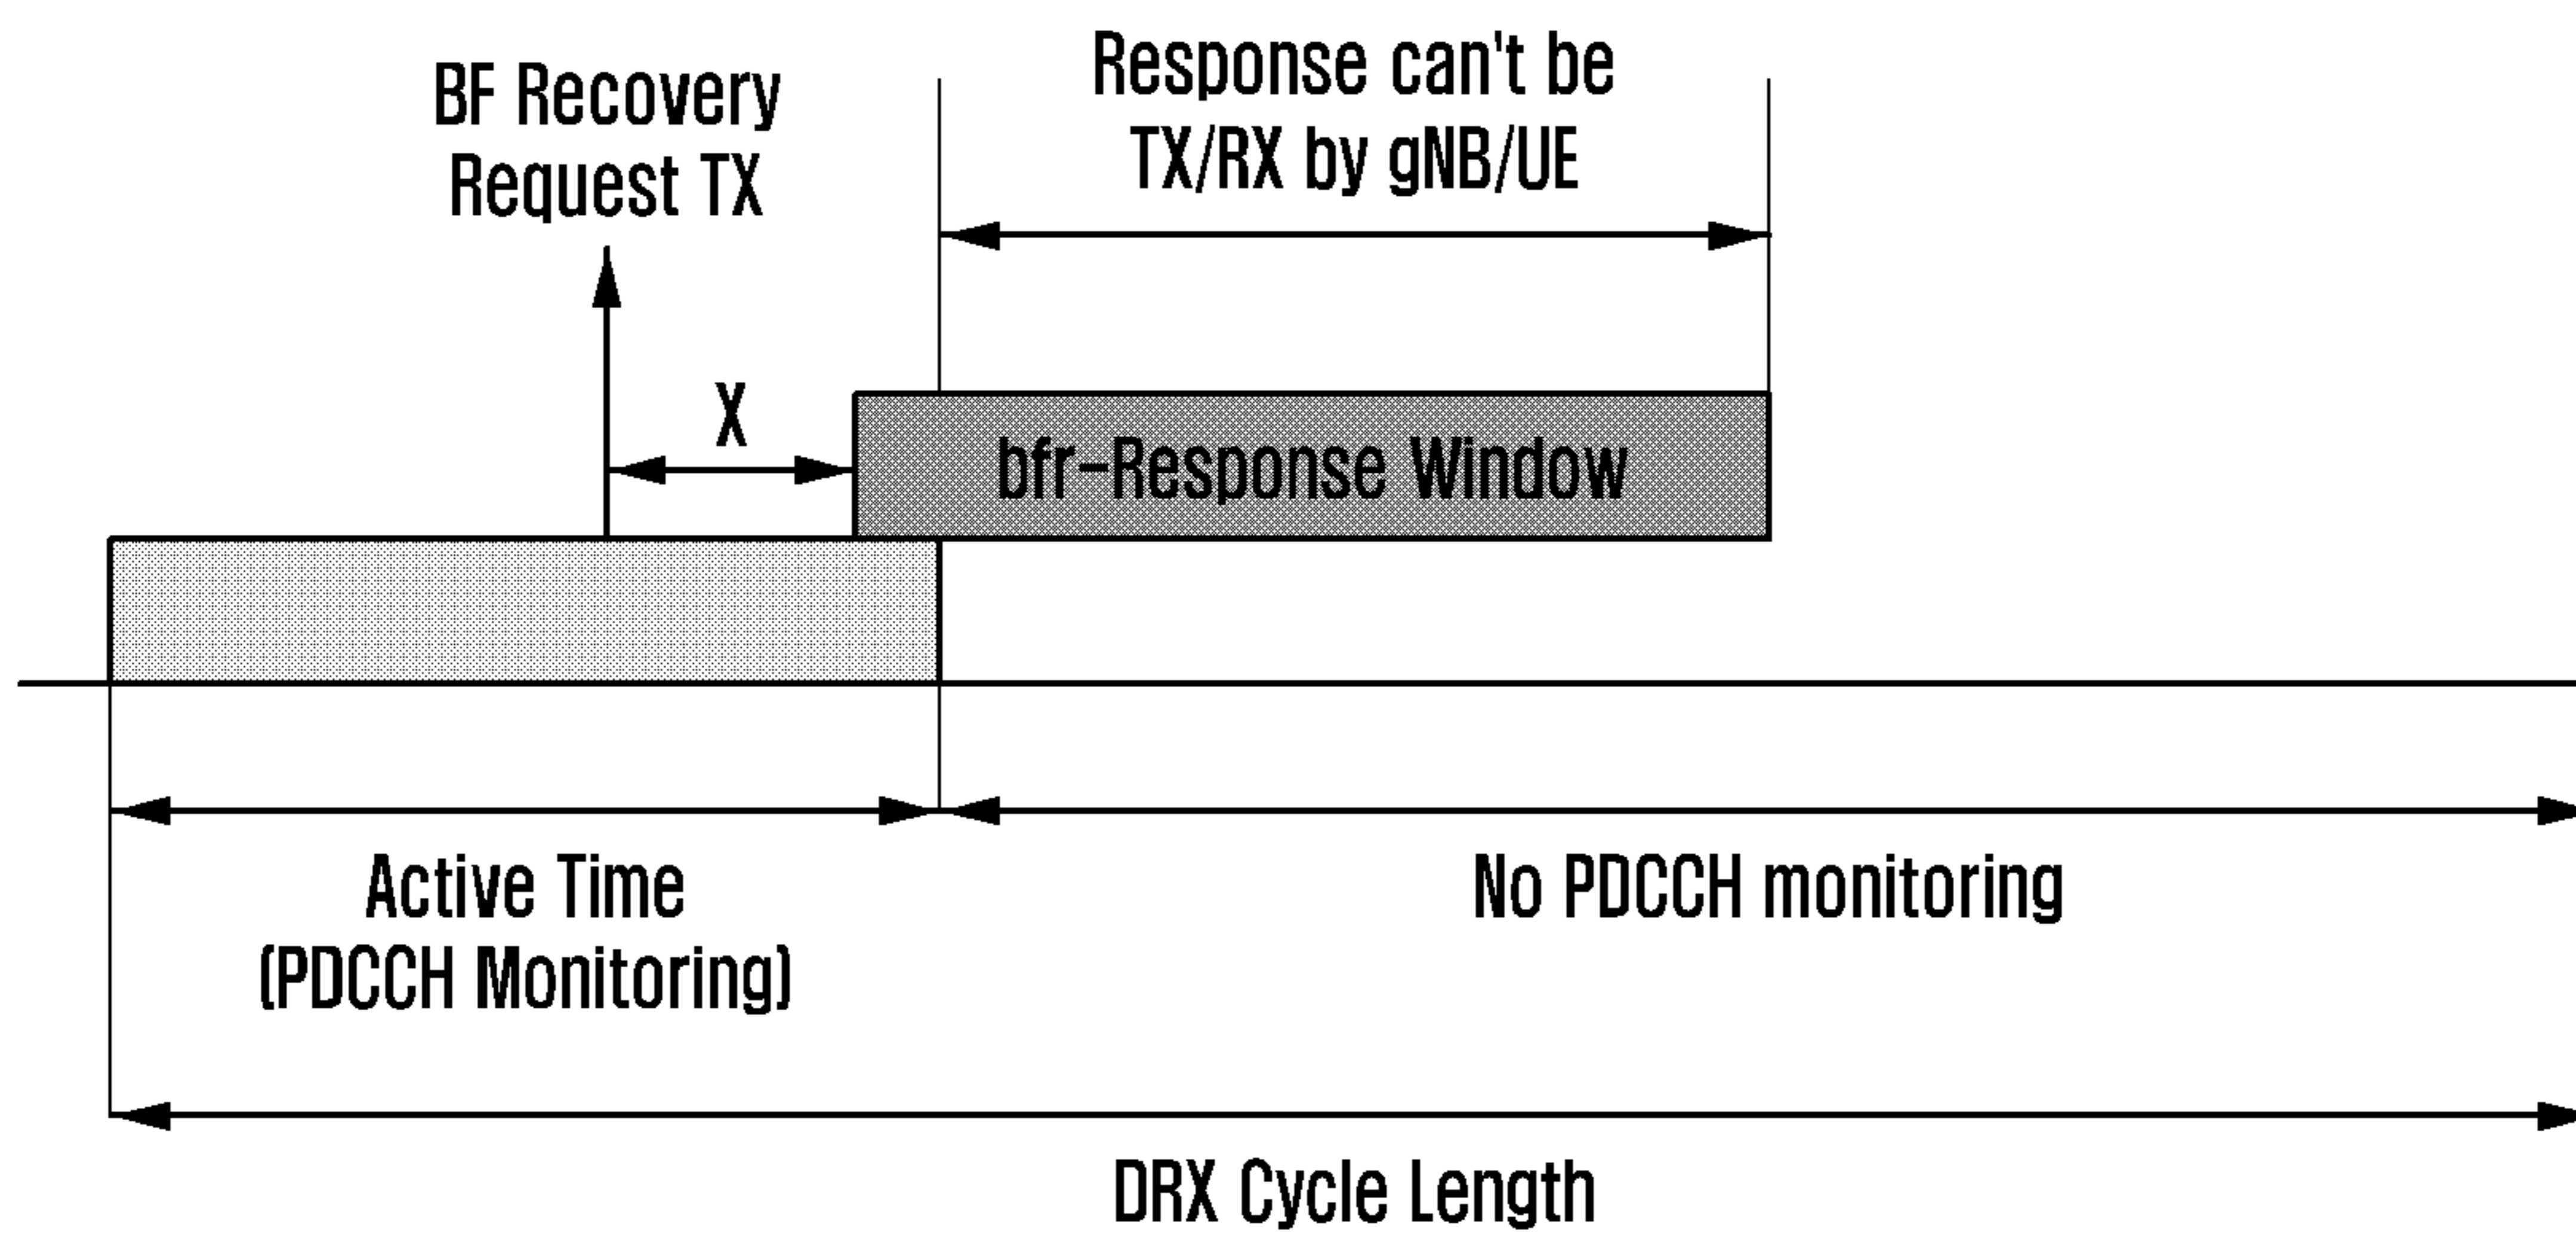 BF Recovery
Request TX
Response can't be
TX/RX by gNB/UE
X
bfr-Response Window
Active Time
(PDCCH Monitoring)
No PDCCH monitoring
DRX Cycle Length